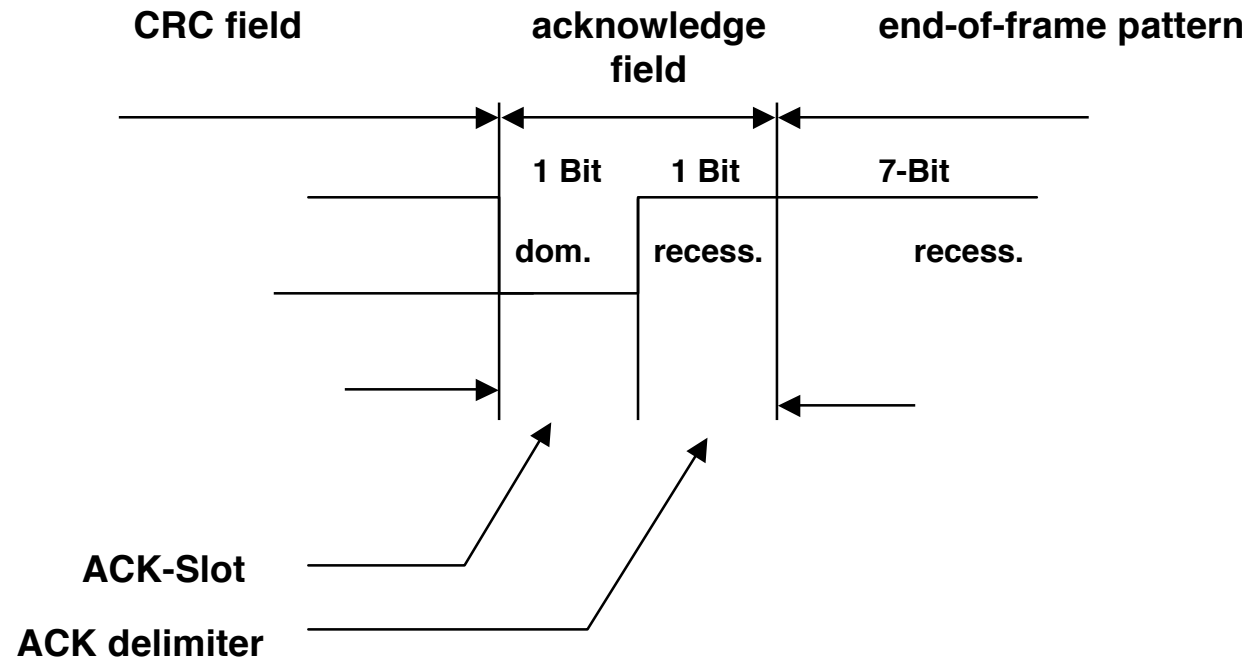 CRC field
acknowledge
field
end-of-frame pattern
1 Bit
1 Bit
7-Bit
dom.
recess.
recess.
ACK-Slot
ACK delimiter